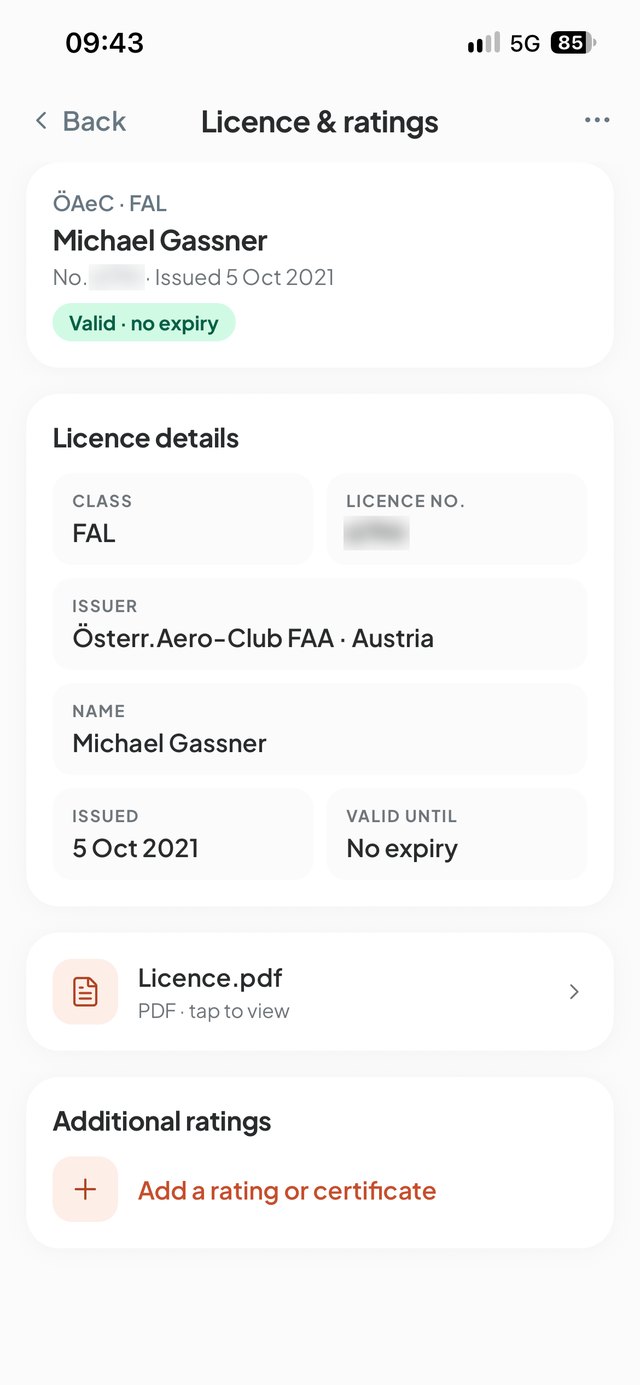 09:43
5G 85
Back Licence & ratings
ÖAeC · FAL
Michael Gassner
No. · Issued 5 Oct 2021
Valid · no expiry
Licence details
CLASS
FAL
LICENCE NO.
ISSUER
Österr.Aero-Club FAA · Austria
NAME
Michael Gassner
ISSUED
5 Oct 2021
VALID UNTIL
No expiry
Licence.pdf
PDF · tap to view
Additional ratings
Add a rating or certificate